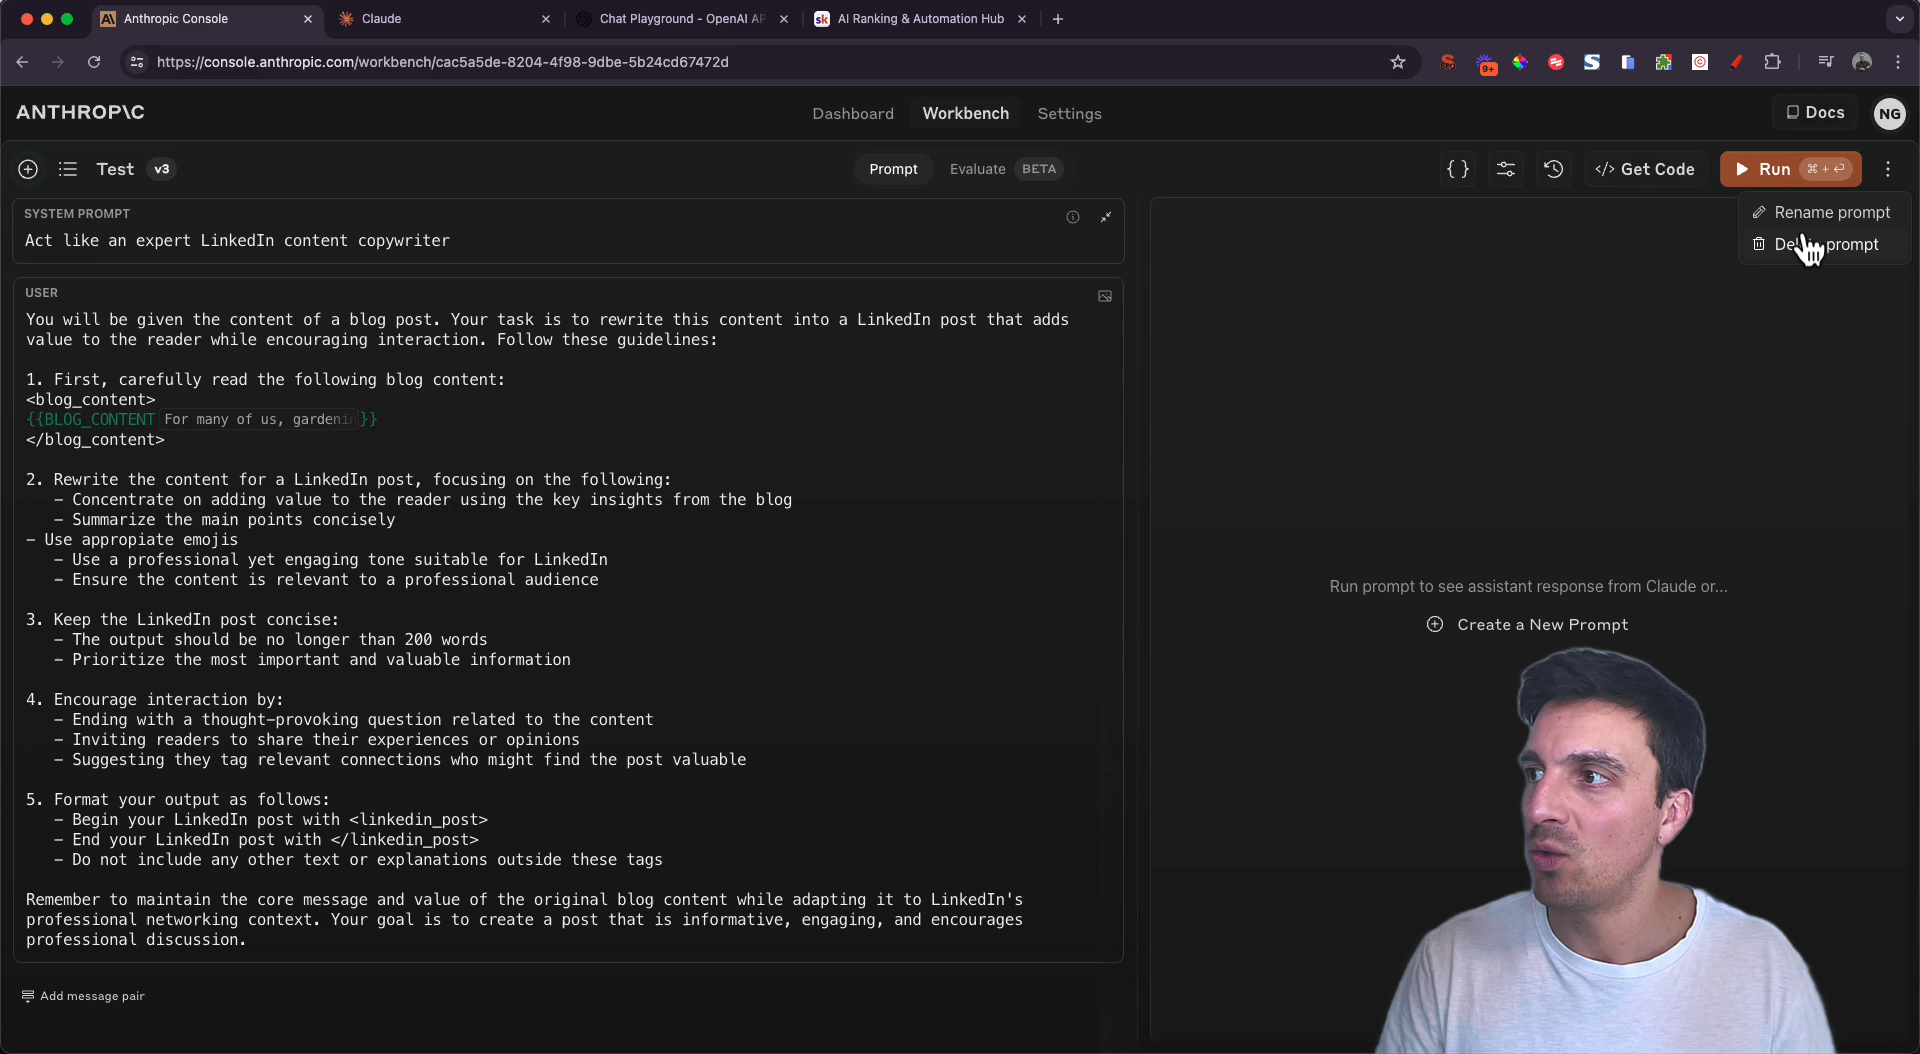 Anthropic Console
Claude
Chat Playground - OpenAI AP
sk AI Ranking & Automation Hub
https://console.anthropic.com/workbench/cac5a5de-8204-4f98-9dbe-5b24cd67472d
9+
ANTHROP\C
Dashboard Workbench Settings
Docs
NG
Test v3
Prompt Evaluate BETA
{ } </> Get Code Run ⌘ + ⏎
Rename prompt
prompt
SYSTEM PROMPT
Act like an expert LinkedIn content copywriter
USER
You will be given the content of a blog post. Your task is to rewrite this content into a LinkedIn post that adds
value to the reader while encouraging interaction. Follow these guidelines:
1. First, carefully read the following blog content:
<blog_content>
{{BLOG_CONTENT For many of us, gardenin}}
</blog_content>
2. Rewrite the content for a LinkedIn post, focusing on the following:
- Concentrate on adding value to the reader using the key insights from the blog
- Summarize the main points concisely
- Use appropiate emojis
- Use a professional yet engaging tone suitable for LinkedIn
- Ensure the content is relevant to a professional audience
3. Keep the LinkedIn post concise:
- The output should be no longer than 200 words
- Prioritize the most important and valuable information
4. Encourage interaction by:
- Ending with a thought-provoking question related to the content
- Inviting readers to share their experiences or opinions
- Suggesting they tag relevant connections who might find the post valuable
5. Format your output as follows:
- Begin your LinkedIn post with <linkedin_post>
- End your LinkedIn post with </linkedin_post>
- Do not include any other text or explanations outside these tags
Remember to maintain the core message and value of the original blog content while adapting it to LinkedIn's
professional networking context. Your goal is to create a post that is informative, engaging, and encourages
professional discussion.
Add message pair
Run prompt to see assistant response from Claude or...
Create a New Prompt